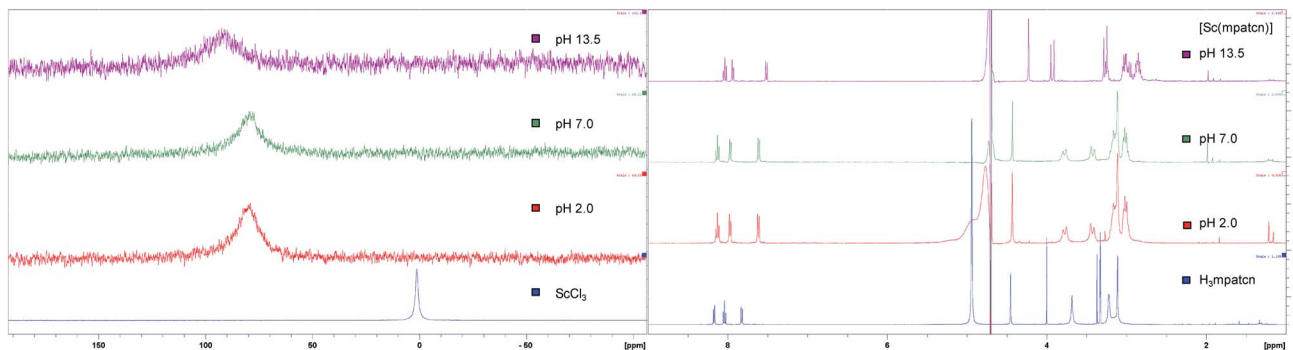 pH 13.5
pH 7.0
pH 2.0
ScCl3
150
100
50
0
- 50
[ppm]
[Sc(mpatcn)]
pH 13.5
pH 7.0
pH 2.0
H3mpatcn
8
6
4
2
[ppm]